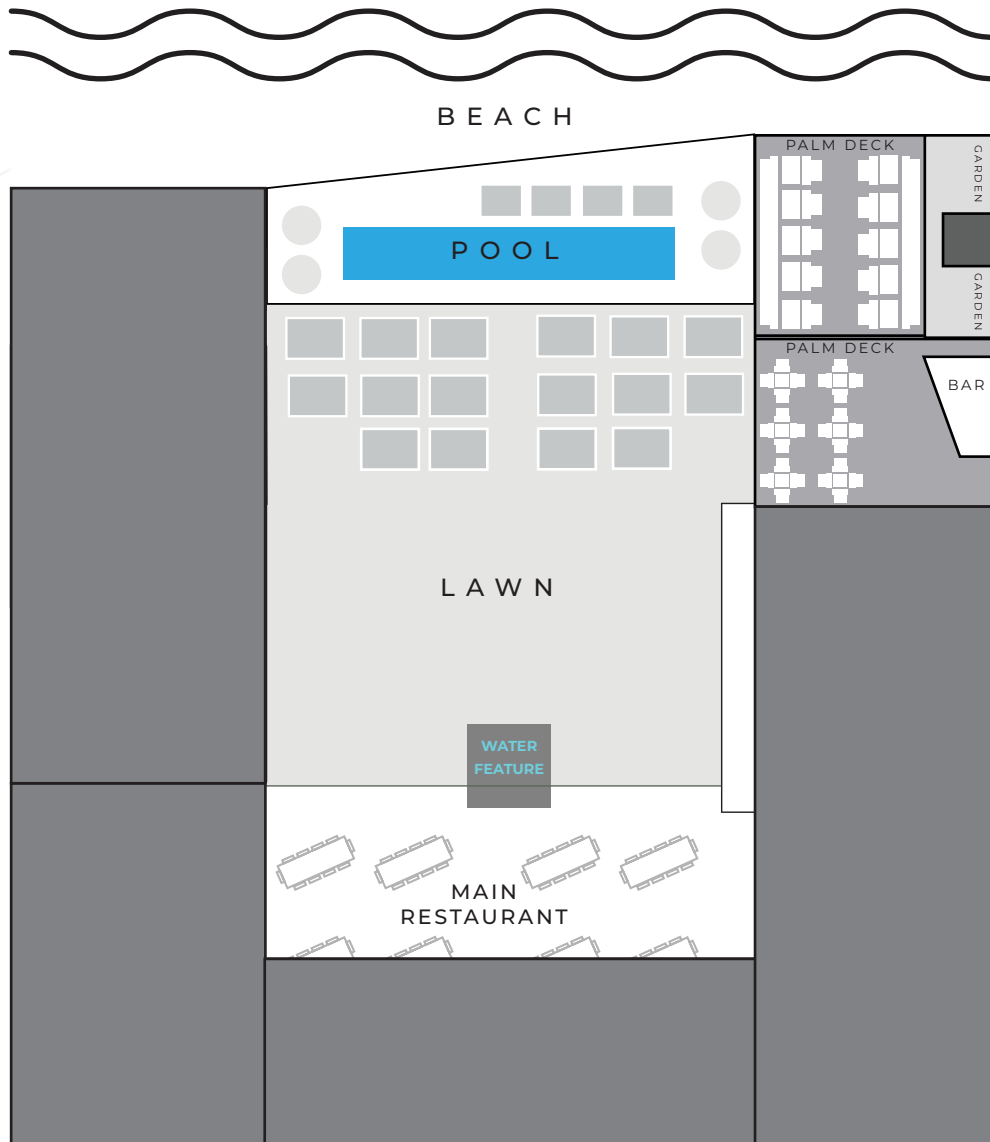 BEACH
PALM DECK
GARDEN
POOL
GARDEN
PALM DECK
BAR
LAWN
WATER
FEATURE
MAIN
RESTAURANT